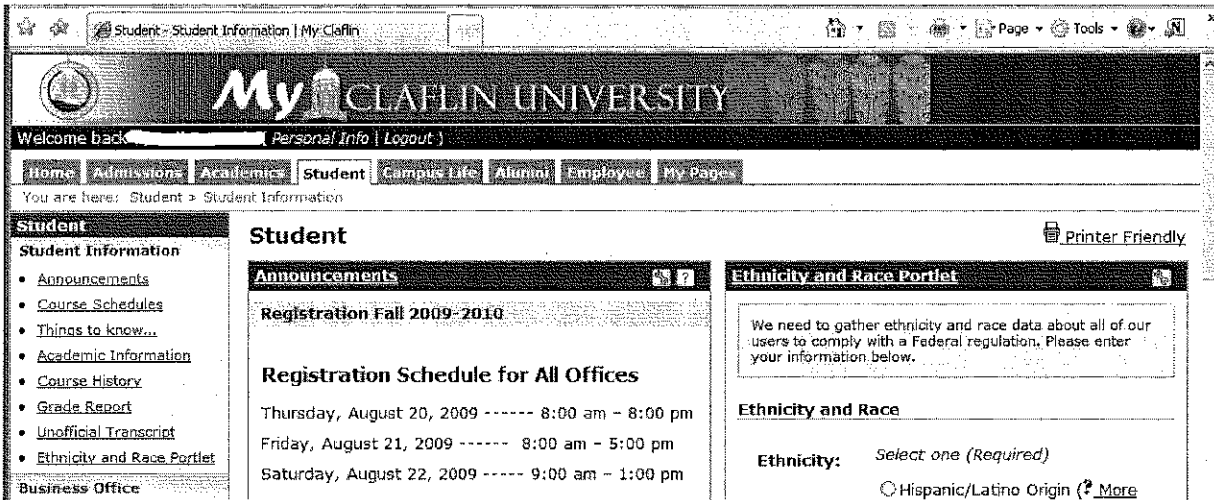 Student - Student Information | My Claflin
Page Tools
My CLAFLIN UNIVERSITY
Welcome back ( Personal Info | Logout )
Home Admissions Academics Student Campus Life Alumni Employee My Pages
You are here: Student > Student Information
Student
Student Information
• Announcements
• Course Schedules
• Things to know...
• Academic Information
• Course History
• Grade Report
• Unofficial Transcript
• Ethnicity and Race Portlet
Business Office
Student
Printer Friendly
Announcements ?
Registration Fall 2009-2010
Registration Schedule for All Offices
Thursday, August 20, 2009 ------ 8:00 am - 8:00 pm
Friday, August 21, 2009 ------ 8:00 am - 5:00 pm
Saturday, August 22, 2009 ----- 9:00 am - 1:00 pm
Ethnicity and Race Portlet
We need to gather ethnicity and race data about all of our
users to comply with a Federal regulation. Please enter
your information below.
Ethnicity and Race
Ethnicity: Select one (Required)
Hispanic/Latino Origin (? More